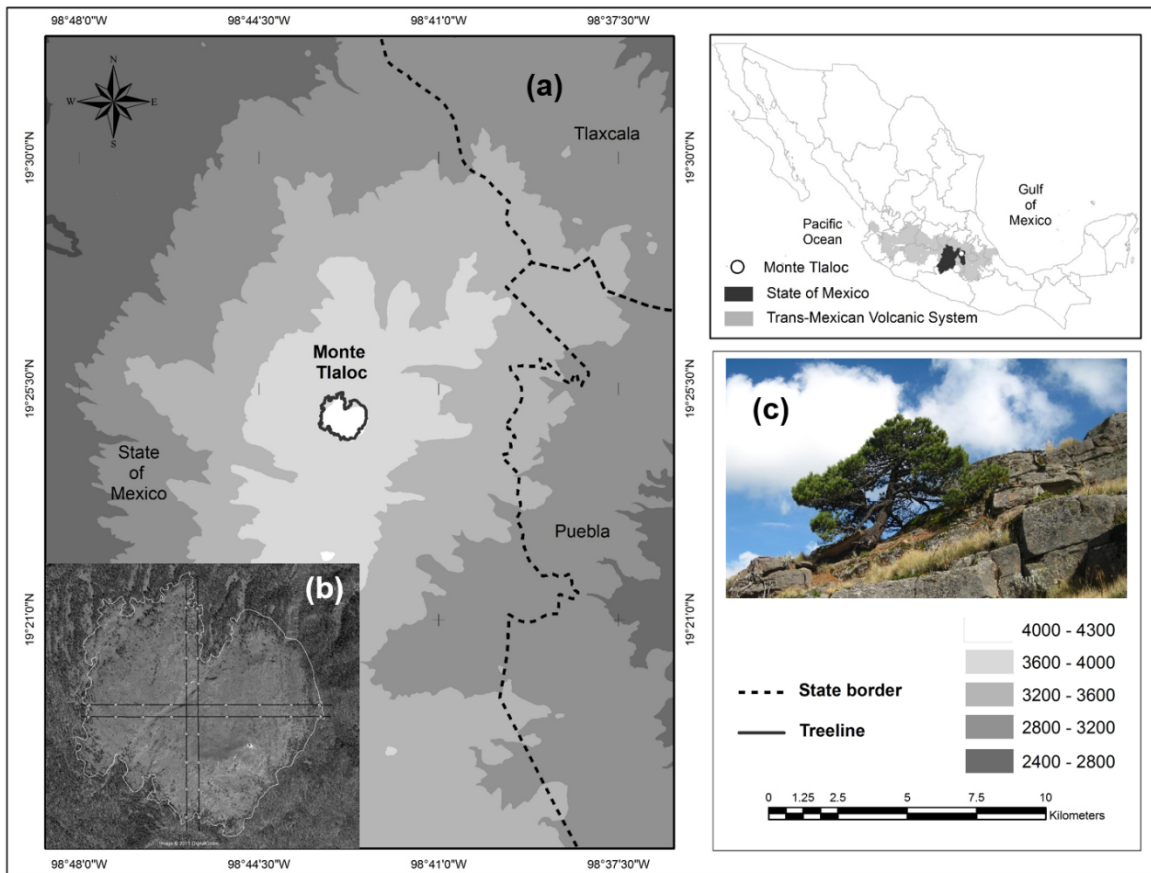 98°48'0"W 98°44'30"W 98°41'0"W 98°37'30"W
N
W E
S
(a)
Tlaxcala
19°30'0"N
19°30'0"N
Monte
Tlaloc
19°25'30"N
19°25'30"N
State
of
Mexico
Puebla
19°21'0"N
19°21'0"N
(b)
98°48'0"W 98°44'30"W 98°41'0"W 98°37'30"W
Gulf
of
Mexico
Pacific
Ocean
Monte Tlaloc
State of Mexico
Trans-Mexican Volcanic System
(c)
4000 - 4300
3600 - 4000
3200 - 3600
2800 - 3200
2400 - 2800
State border
Treeline
0 1.25 2.5 5 7.5 10
Kilometers